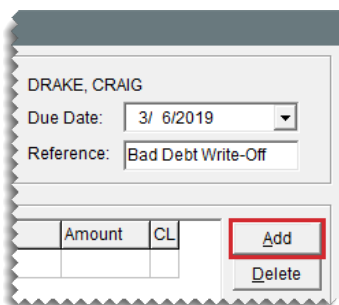 DRAKE, CRAIG
Due Date: 3/ 6/2019
Reference: Bad Debt Write-Off
Amount CL Add
Delete